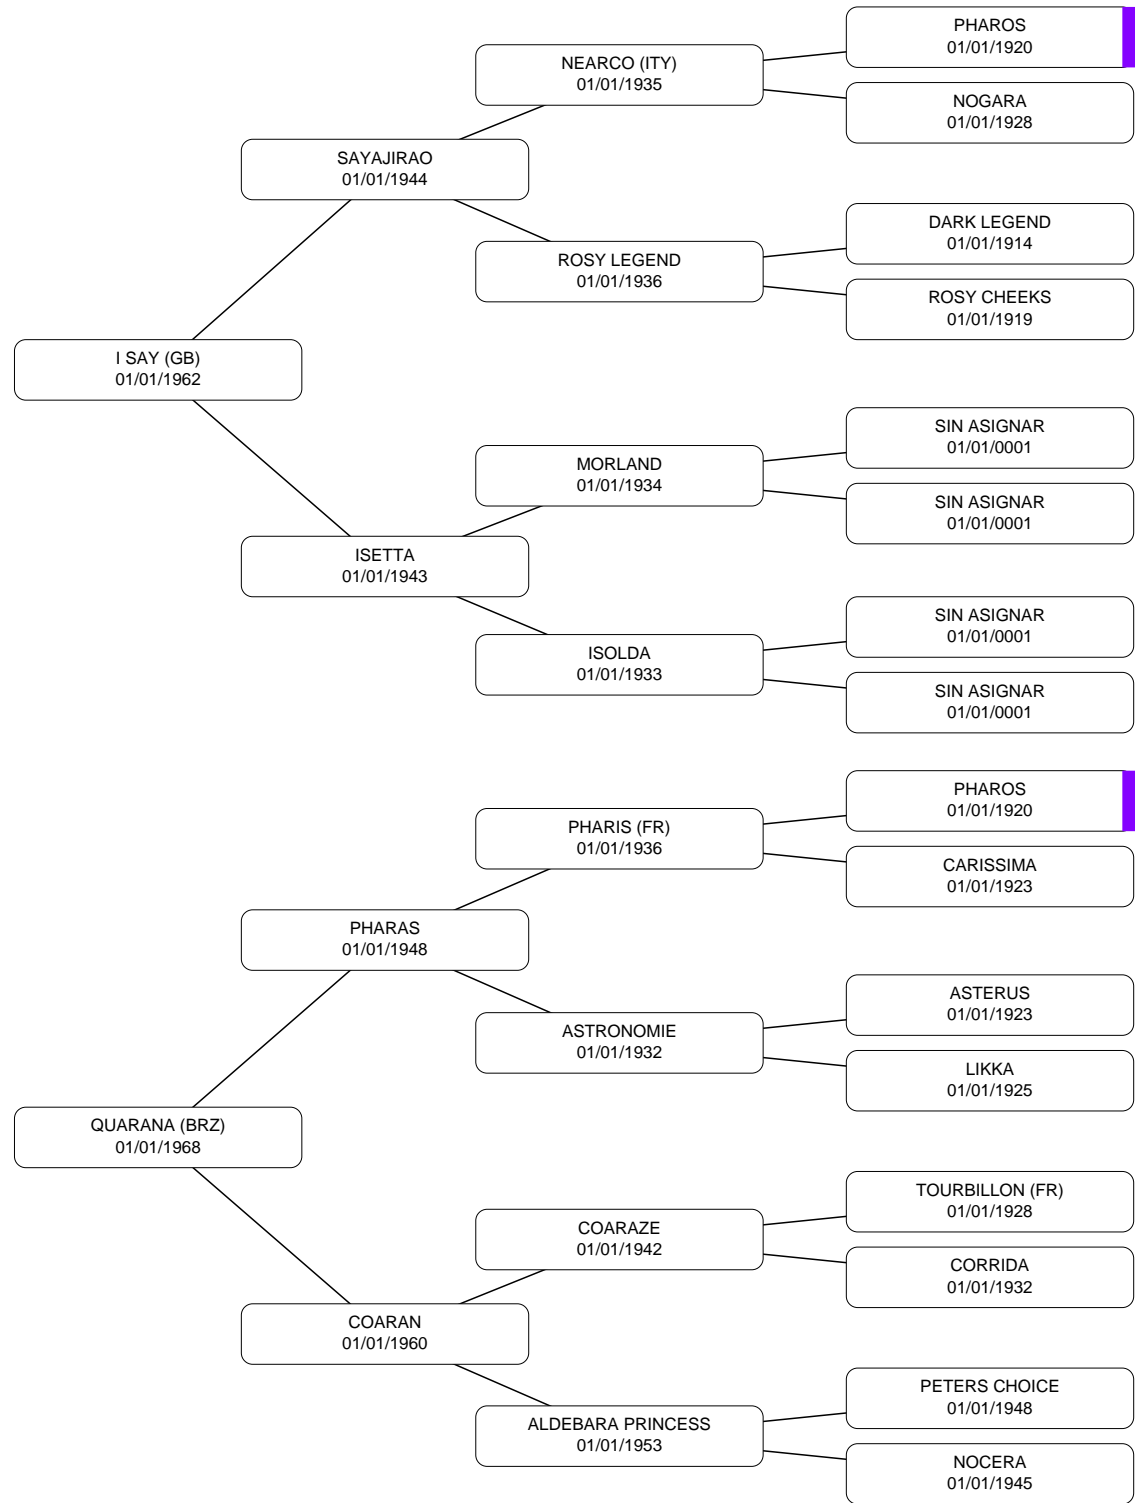 PHAROS
01/01/1920
NEARCO (ITY)
01/01/1935
NOGARA
01/01/1928
SAYAJIRAO
01/01/1944
DARK LEGEND
01/01/1914
ROSY LEGEND
01/01/1936
ROSY CHEEKS
01/01/1919
I SAY (GB)
01/01/1962
SIN ASIGNAR
01/01/0001
MORLAND
01/01/1934
SIN ASIGNAR
01/01/0001
ISETTA
01/01/1943
SIN ASIGNAR
01/01/0001
ISOLDA
01/01/1933
SIN ASIGNAR
01/01/0001
PHAROS
01/01/1920
PHARIS (FR)
01/01/1936
CARISSIMA
01/01/1923
PHARAS
01/01/1948
ASTERUS
01/01/1923
ASTRONOMIE
01/01/1932
LIKKA
01/01/1925
QUARANA (BRZ)
01/01/1968
TOURBILLON (FR)
01/01/1928
COARAZE
01/01/1942
CORRIDA
01/01/1932
COARAN
01/01/1960
PETERS CHOICE
01/01/1948
ALDEBARA PRINCESS
01/01/1953
NOCERA
01/01/1945